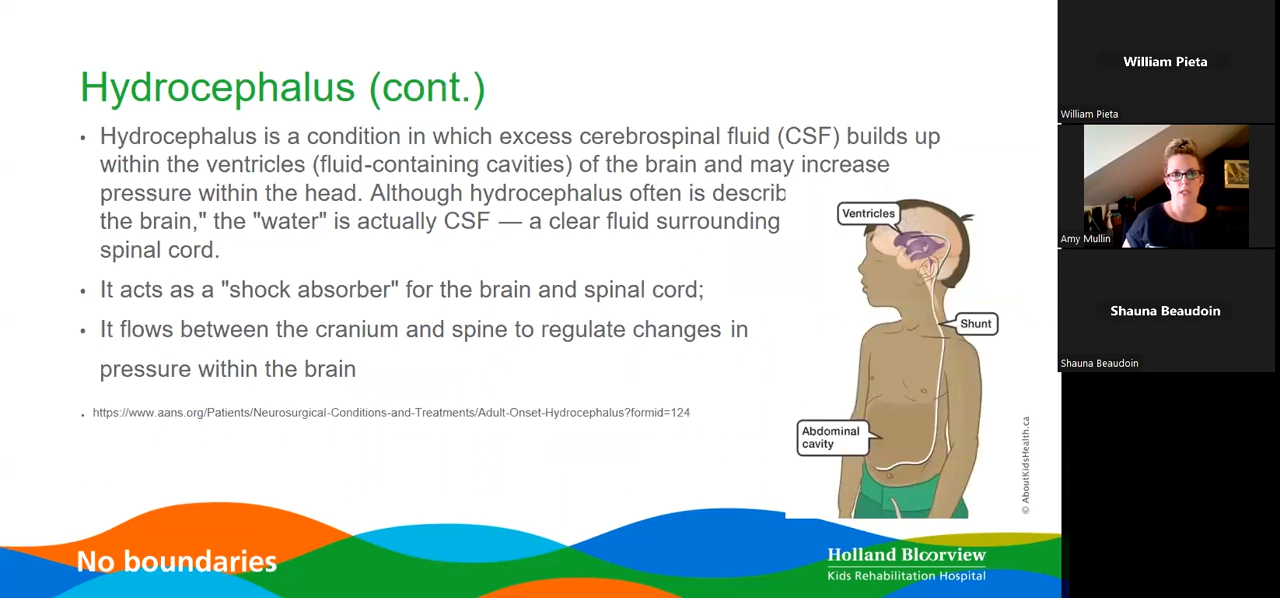 Hydrocephalus (cont.)
• Hydrocephalus is a condition in which excess cerebrospinal fluid (CSF) builds up
within the ventricles (fluid-containing cavities) of the brain and may increase
pressure within the head. Although hydrocephalus often is describ
the brain," the "water" is actually CSF — a clear fluid surrounding
spinal cord.
• It acts as a "shock absorber" for the brain and spinal cord;
• It flows between the cranium and spine to regulate changes in
pressure within the brain
• https://www.aans.org/Patients/Neurosurgical-Conditions-and-Treatments/Adult-Onset-Hydrocephalus?formid=124
Ventricles
Shunt
Abdominal
cavity
© AboutKidsHealth.ca
No boundaries
Holland Bloorview
Kids Rehabilitation Hospital
William Pieta
William Pieta
Amy Mullin
Shauna Beaudoin
Shauna Beaudoin